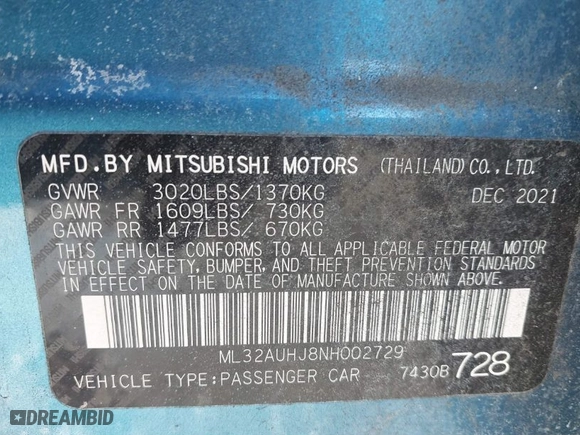 MFD.BY MITSUBISHI MOTORS (THAILAND) CO., LTD.
GVWR 3020LBS/1370KG DEC 2021
GAWR FR 1609LBS/ 730KG
GAWR RR 1477LBS/ 670KG
THIS VEHICLE CONFORMS TO ALL APPLICABLE FEDERAL MOTOR
VEHICLE SAFETY, BUMPER, AND THEFT PREVENTION STANDARDS
IN EFFECT ON THE DATE OF MANUFACTURE SHOWN ABOVE.
ML32AUHJ8NH002729
VEHICLE TYPE:PASSENGER CAR 7430B 728
DREAMBID